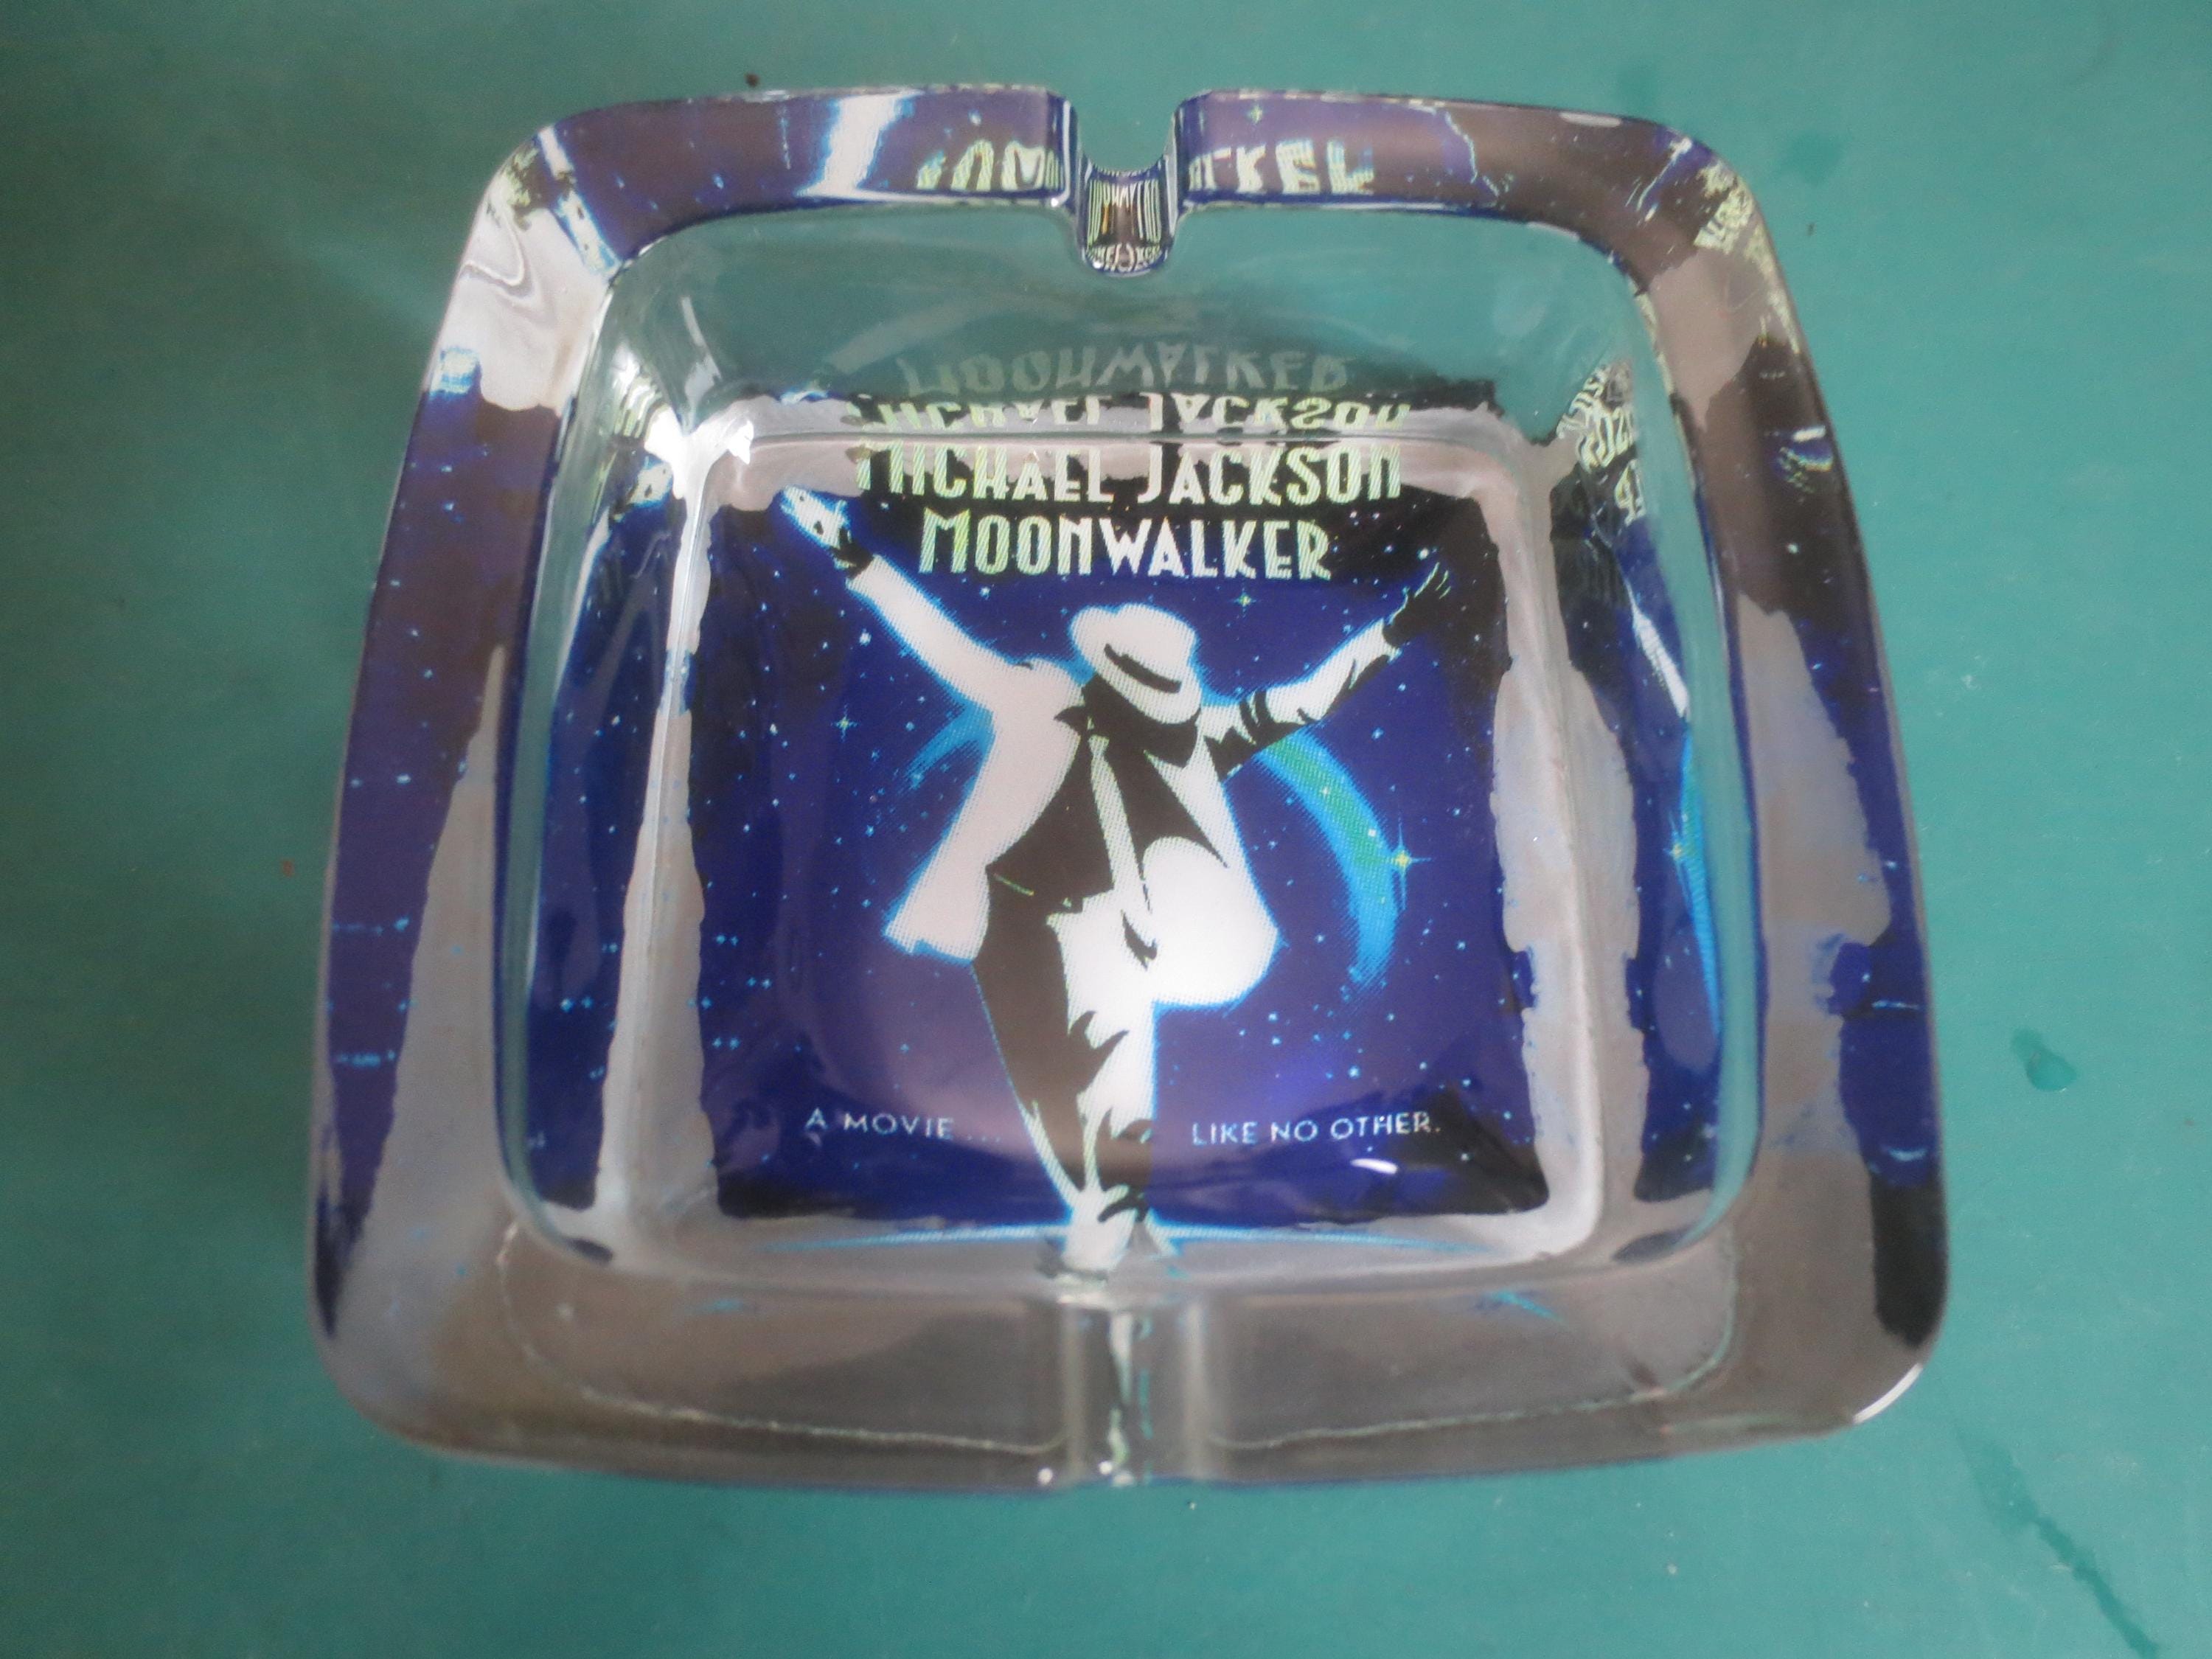 MICHAEL JACKSON
MOONWALKER
A MOVIE ... LIKE NO OTHER.